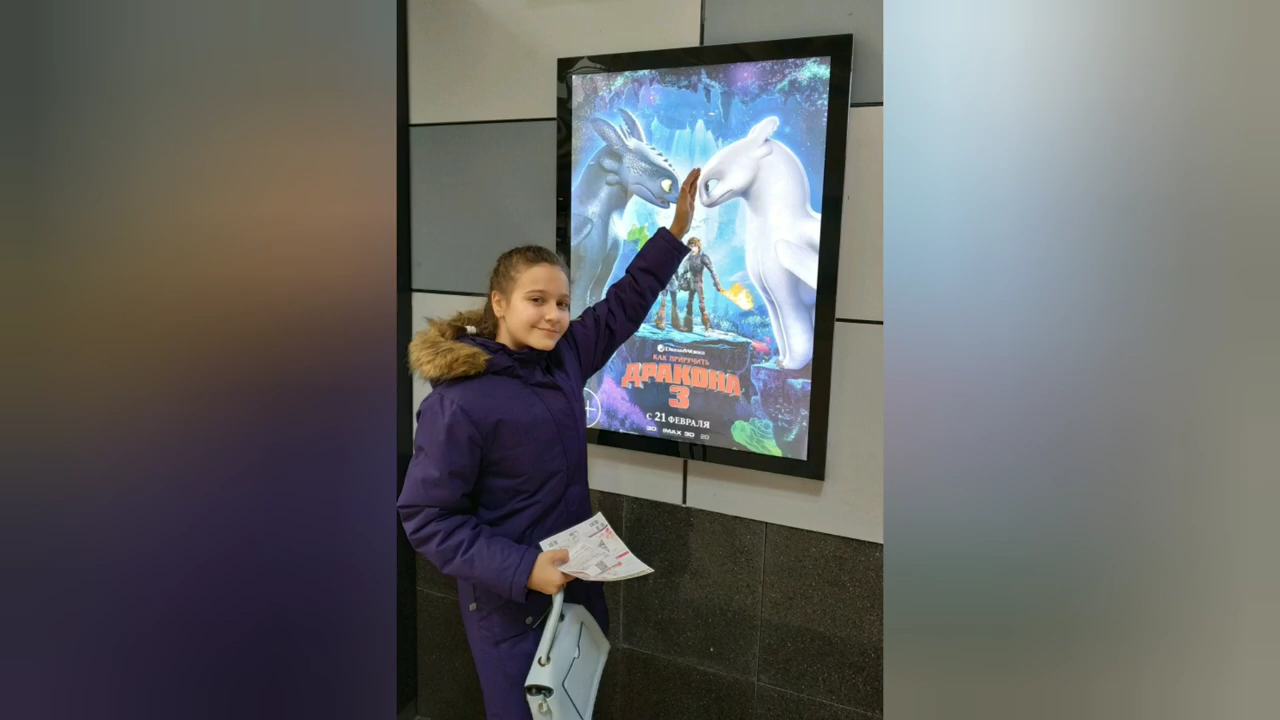 DREAMWORKS
КАК ПРИРУЧИТЬ
ДРАКОНА
3
с 21 ФЕВРАЛЯ
3D IMAX 3D 2D